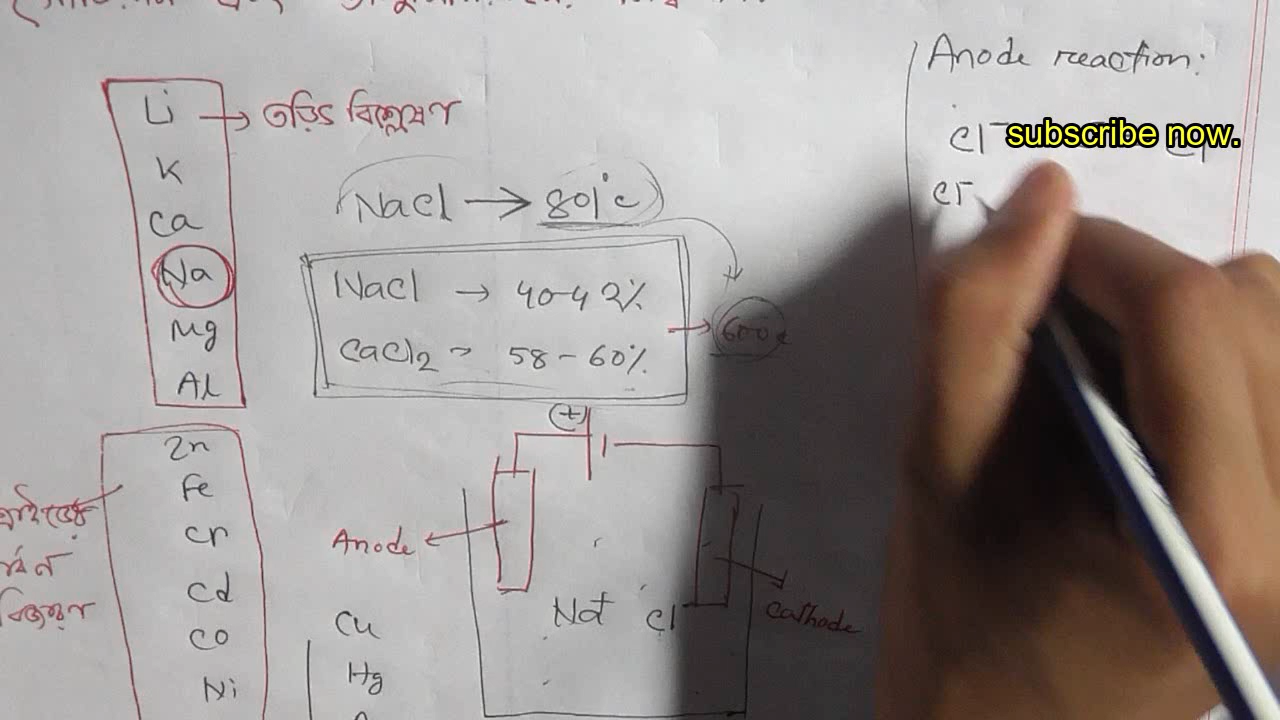 Anode reaction:
Li → তড়িৎ বিশ্লেষণ
K
Ca
Na
Mg
Al
NaCl → 801°c
NaCl → 40-42%
CaCl2 → 58-60%
600°c
Cl⁻
subscribe now.
Cl⁻
Zn
Fe
Cr
Cd
CO
Ni
(+)
Anode
Cathode
Na+ Cl
Cu
Hg